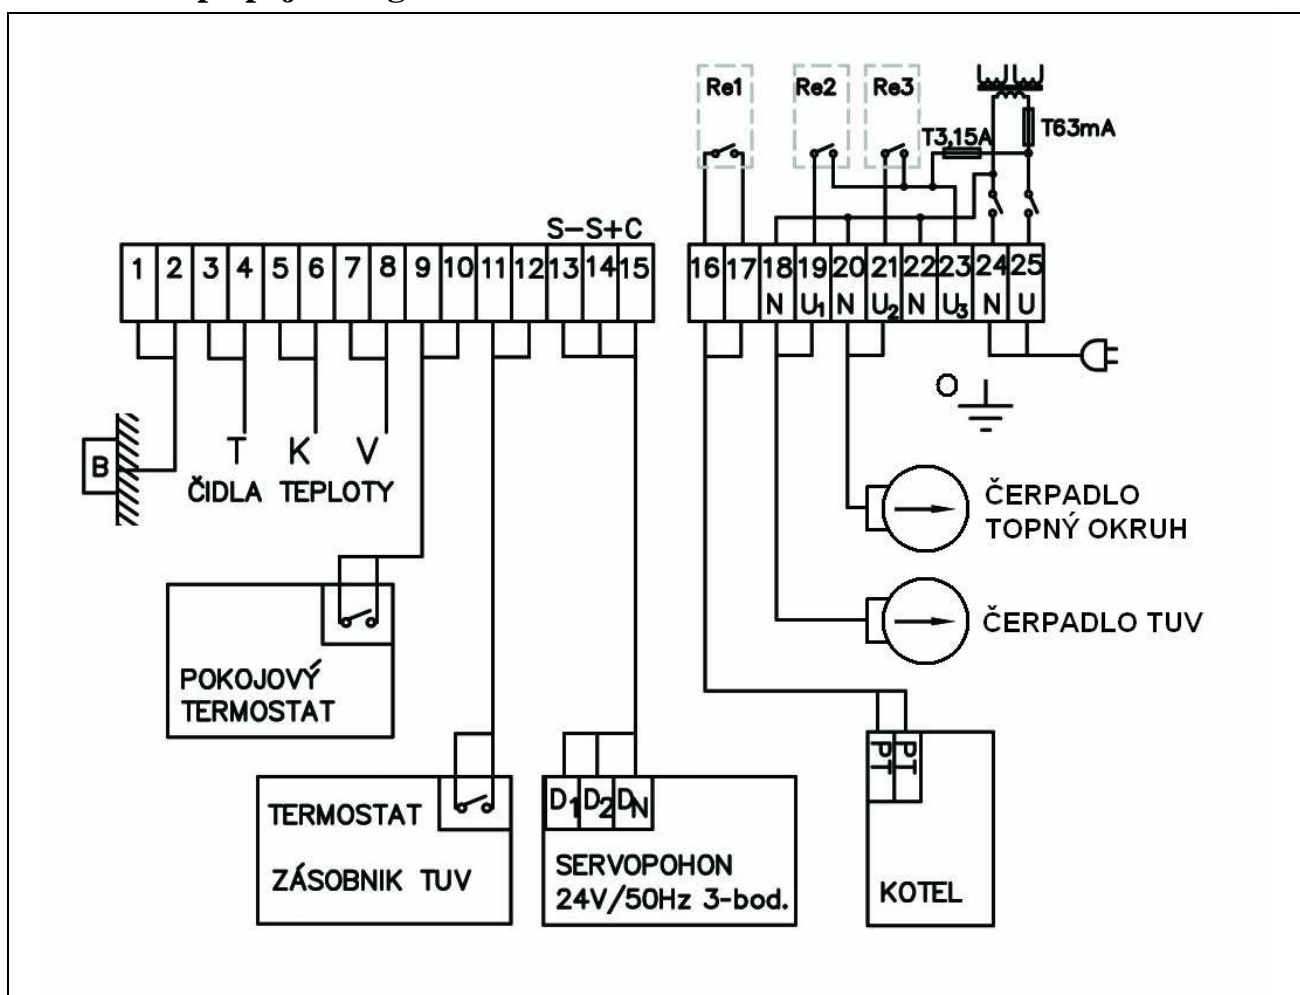 Re1 Re2 Re3
T3,15A T63mA
S- S+ C
1 2 3 4 5 6 7 8 9 10 11 12 13 14 15
16 17 18 19 20 21 22 23 24 25
N U1 N U2 N U3 N U
O
B
T K V
ČIDLA TEPLOTY
ČERPADLO
TOPNÝ OKRUH
ČERPADLO TUV
POKOJOVÝ
TERMOSTAT
PT PT
D1 D2 DN
TERMOSTAT
ZÁSOBNIK TUV
SERVOPOHON
24V/50Hz 3-bod.
KOTEL